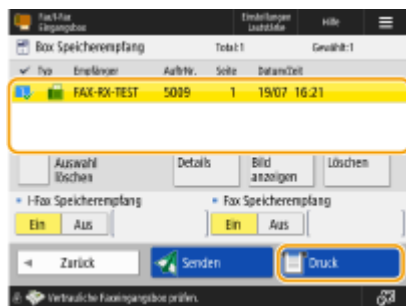 Fax/I-Fax Eingangsbox
Einstellungen Lautstärke
Hilfe
Box Speicherempfang Total:1 Gewählt:1
Typ Empfänger AuftrNr. Seite Datum/Zeit
FAX-RX-TEST 5009 1 19/07 16:21
Auswahl löschen
Details
Bild anzeigen
Löschen
I-Fax Speicherempfang
Fax Speicherempfang
Ein Aus
Ein Aus
Zurück
Senden
Druck
Vertrauliche Faxeingangsbox prüfen.